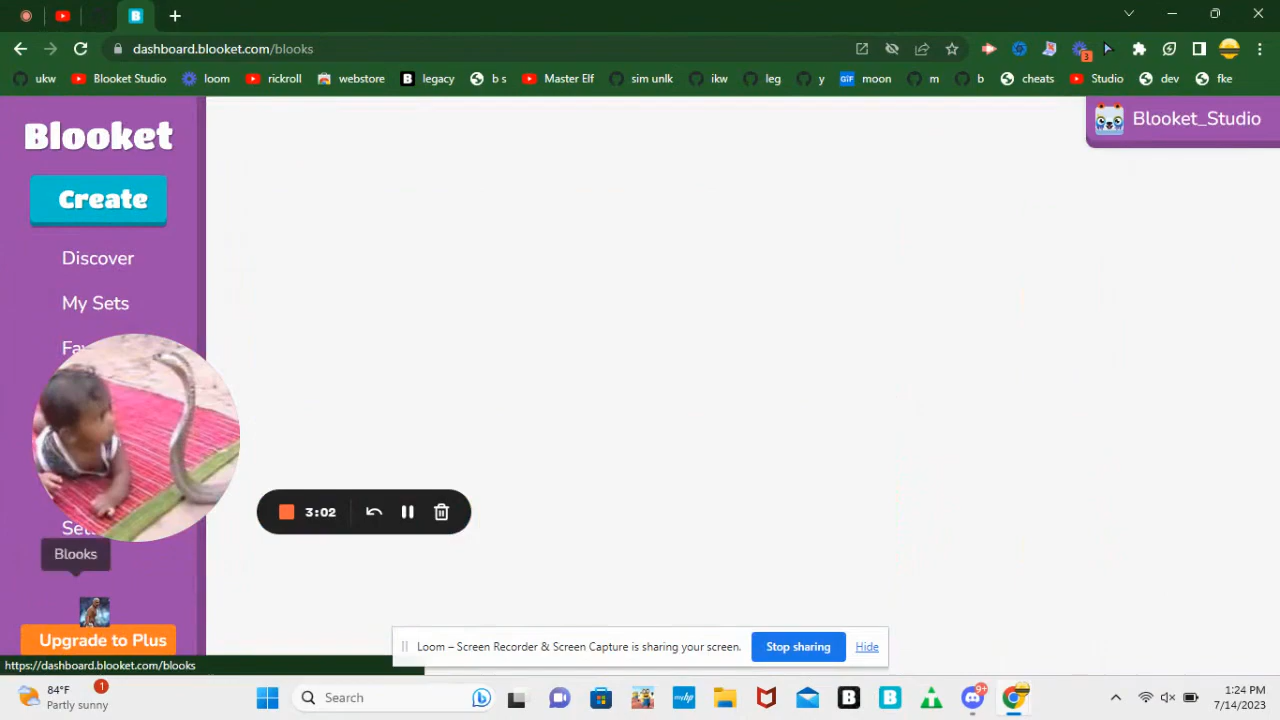 dashboard.blooket.com/blooks
ukw Blooket Studio loom rickroll webstore legacy b s Master Elf sim unlk ikw leg y moon m b cheats Studio dev fke
Blooket
Blooket_Studio
Create
Discover
My Sets
3:02
Blooks
Upgrade to Plus
Loom – Screen Recorder & Screen Capture is sharing your screen. Stop sharing Hide
https://dashboard.blooket.com/blooks
84°F
Partly sunny
1
Search
9+
1:24 PM
7/14/2023